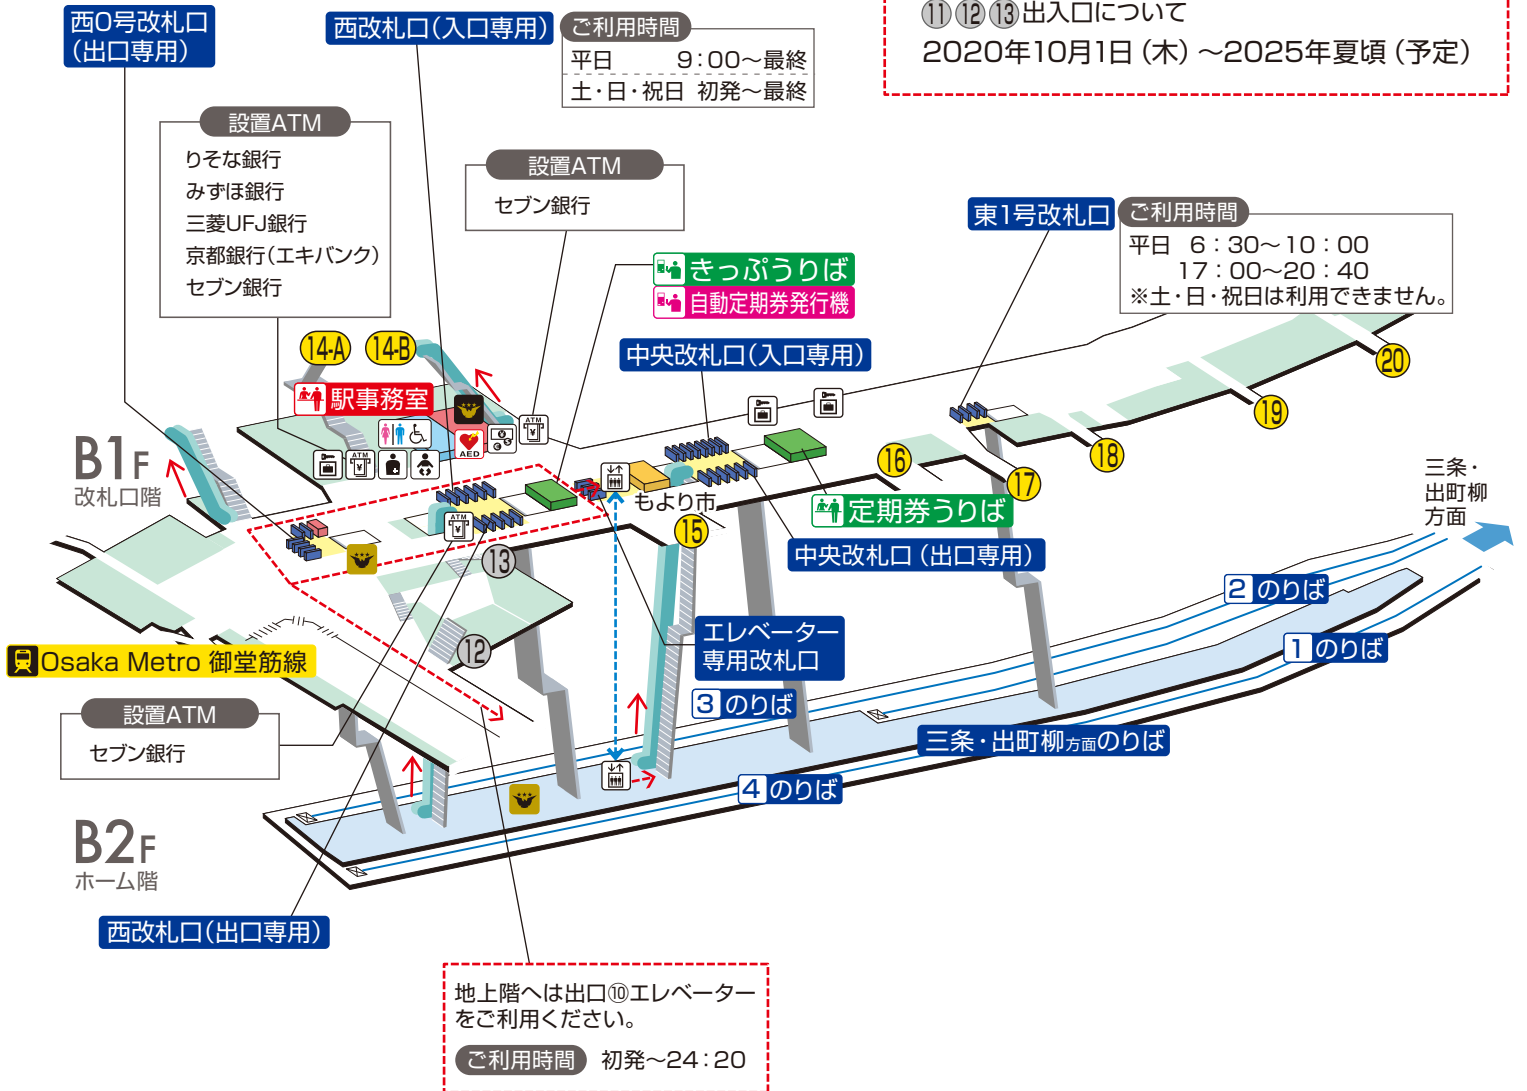 西0号改札口
(出口専用)
西改札口(入口専用)
ご利用時間
平日 9:00～最終
土・日・祝日 初発～最終
⑪⑫⑬出入口について
2020年10月1日(木)～2025年夏頃(予定)
設置ATM
りそな銀行
みずほ銀行
三菱UFJ銀行
京都銀行(エキバンク)
セブン銀行
設置ATM
セブン銀行
東1号改札口
ご利用時間
平日 6:30～10:00
17:00～20:40
※土・日・祝日は利用できません。
きっぷうりば
自動定期券発行機
14-A
14-B
中央改札口(入口専用)
駅事務室
ATM
¥
AED
ATM
¥
B1F
改札口階
もより市
定期券うりば
中央改札口(出口専用)
ATM
¥
⑮
⑯
⑰
⑱
⑲
⑳
⑬
⑫
三条・
出町柳
方面
2 のりば
1 のりば
エレベーター
専用改札口
3 のりば
三条・出町柳方面のりば
4 のりば
Osaka Metro 御堂筋線
設置ATM
セブン銀行
B2F
ホーム階
西改札口(出口専用)
地上階へは出口⑩エレベーター
をご利用ください。
ご利用時間 初発～24:20